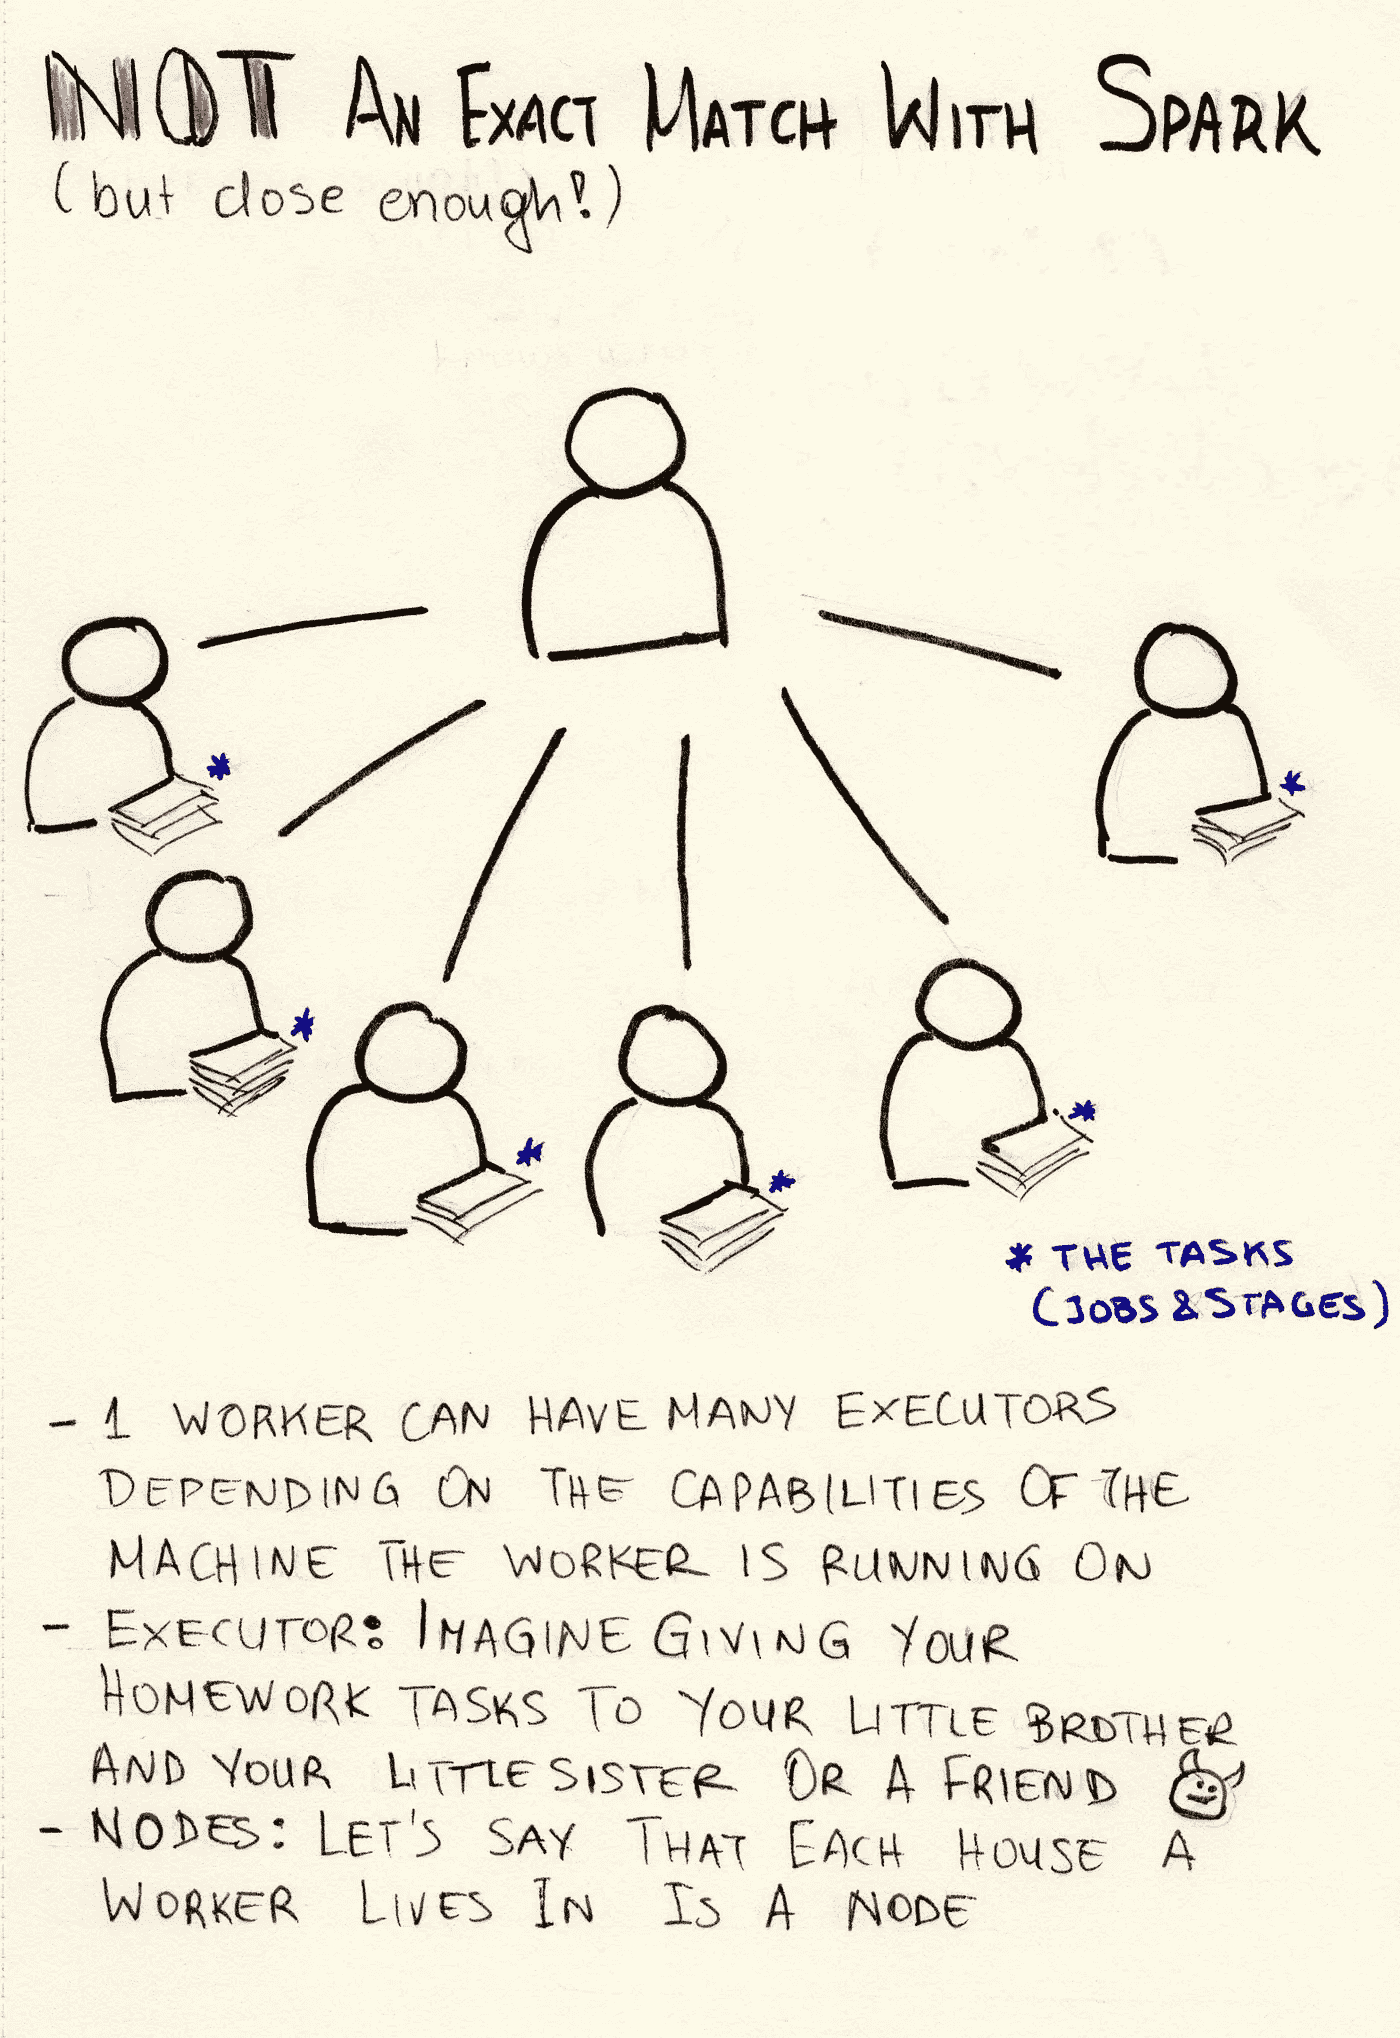 NOT AN EXACT MATCH WITH SPARK
(but close enough!)
* THE TASKS
(JOBS & STAGES)
- 1 WORKER CAN HAVE MANY EXECUTORS
DEPENDING ON THE CAPABILITIES OF THE
MACHINE THE WORKER IS RUNNING ON
- EXECUTOR: IMAGINE GIVING YOUR
HOMEWORK TASKS TO YOUR LITTLE BROTHER
AND YOUR LITTLE SISTER OR A FRIEND
- NODES: LET'S SAY THAT EACH HOUSE A
WORKER LIVES IN IS A NODE